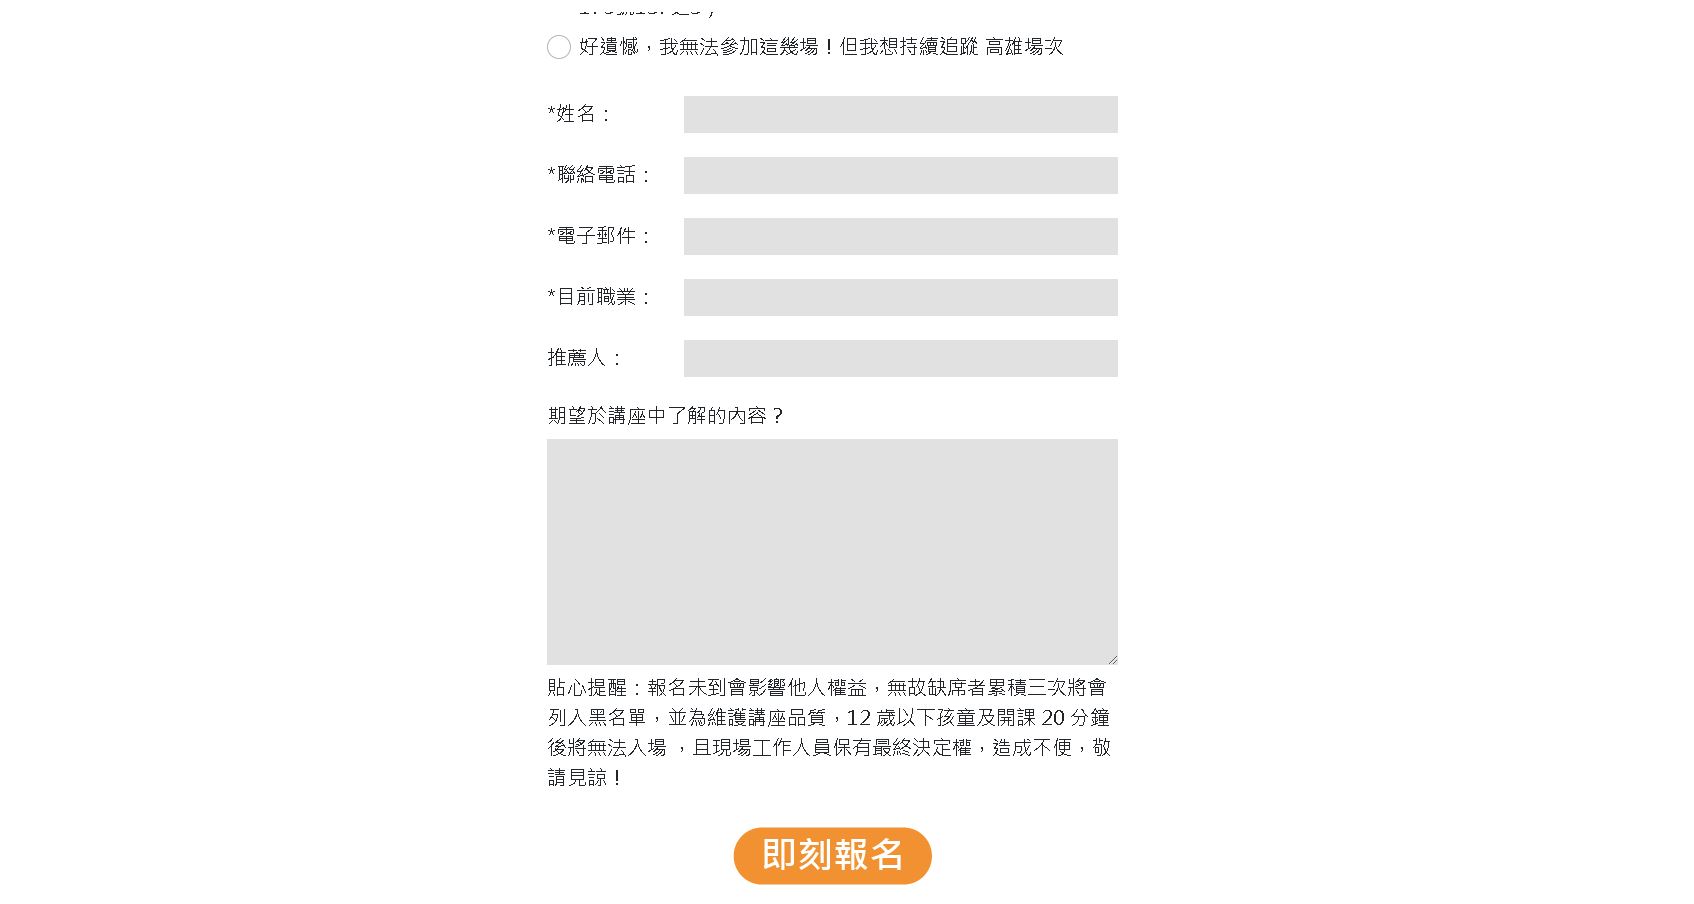 好遺憾，我無法參加這幾場！但我想持續追蹤 高雄場次
*姓名：
*聯絡電話：
*電子郵件：
*目前職業：
推薦人：
期望於講座中了解的內容？
貼心提醒：報名未到會影響他人權益，無故缺席者累積三次將會
列入黑名單，並為維護講座品質，12 歲以下孩童及開課 20 分鐘
後將無法入場 ，且現場工作人員保有最終決定權，造成不便，敬
請見諒！
即刻報名